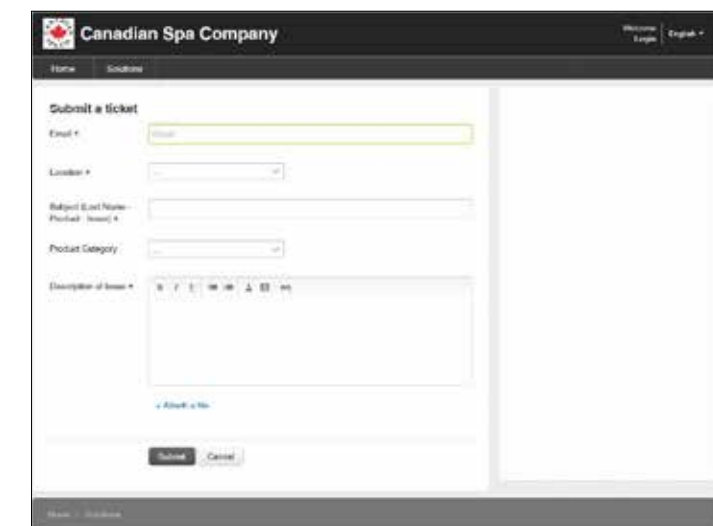 Canadian Spa Company
Welcome
Login
English
Home Solutions
Submit a ticket
Email *
Email
Location *
...
Subject (Last Name -
Product - Issue) *
Product Category
...
Description of Issue *
B I U A
+ Attach a file
Submit Cancel
Home Solutions